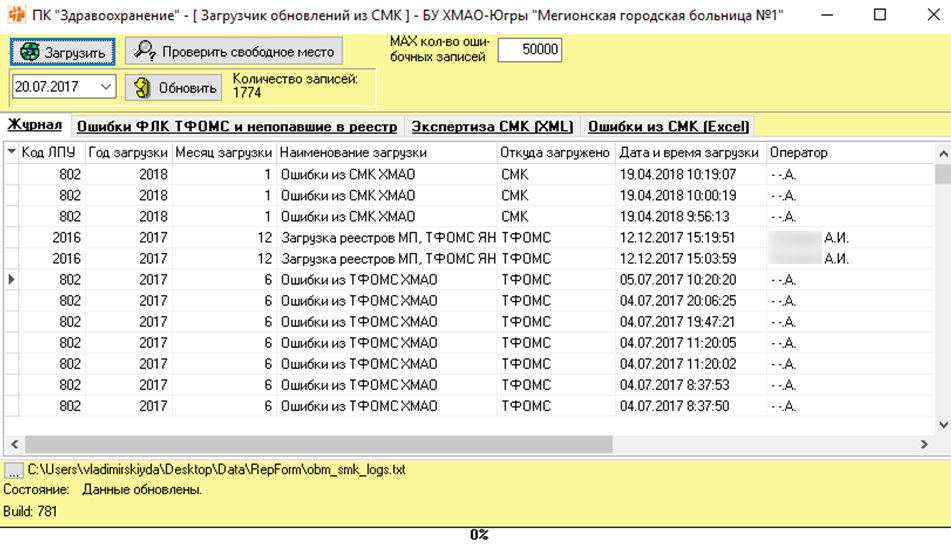 ПК "Здравоохранение" - [ Загрузчик обновлений из СМК ] - БУ ХМАО-Югры "Мегионская городская больница №1"
Загрузить Проверить свободное место MAX кол-во оши-бочных записей 50000
20.07.2017 Обновить Количество записей: 1774
Журнал Ошибки ФЛК ТФОМС и непопавшие в реестр Экспертиза СМК (XML) Ошибки из СМК (Excel)
Код ЛПУ Год загрузки Месяц загрузки Наименование загрузки Откуда загружено Дата и время загрузки Оператор
802 2018 1 Ошибки из СМК ХМАО СМК 19.04.2018 10:19:07 - -.А.
802 2018 1 Ошибки из СМК ХМАО СМК 19.04.2018 10:00:19 - -.А.
802 2018 1 Ошибки из СМК ХМАО СМК 19.04.2018 9:56:13 - -.А.
2016 2017 12 Загрузка реестров МП, ТФОМС ЯН ТФОМС 12.12.2017 15:19:51 А.И.
2016 2017 12 Загрузка реестров МП, ТФОМС ЯН ТФОМС 12.12.2017 15:03:59 А.И.
802 2017 6 Ошибки из ТФОМС ХМАО ТФОМС 05.07.2017 10:20:20 - -.А.
802 2017 6 Ошибки из ТФОМС ХМАО ТФОМС 04.07.2017 20:06:25 - -.А.
802 2017 6 Ошибки из ТФОМС ХМАО ТФОМС 04.07.2017 19:47:21 - -.А.
802 2017 6 Ошибки из ТФОМС ХМАО ТФОМС 04.07.2017 11:20:05 - -.А.
802 2017 6 Ошибки из ТФОМС ХМАО ТФОМС 04.07.2017 11:20:02 - -.А.
802 2017 6 Ошибки из ТФОМС ХМАО ТФОМС 04.07.2017 8:37:53 - -.А.
802 2017 6 Ошибки из ТФОМС ХМАО ТФОМС 04.07.2017 8:37:50 - -.А.
... C:\Users\vladimirskiyda\Desktop\Data\RepForm\obm_smk_logs.txt
Состояние: Данные обновлены.
Build: 781
0%